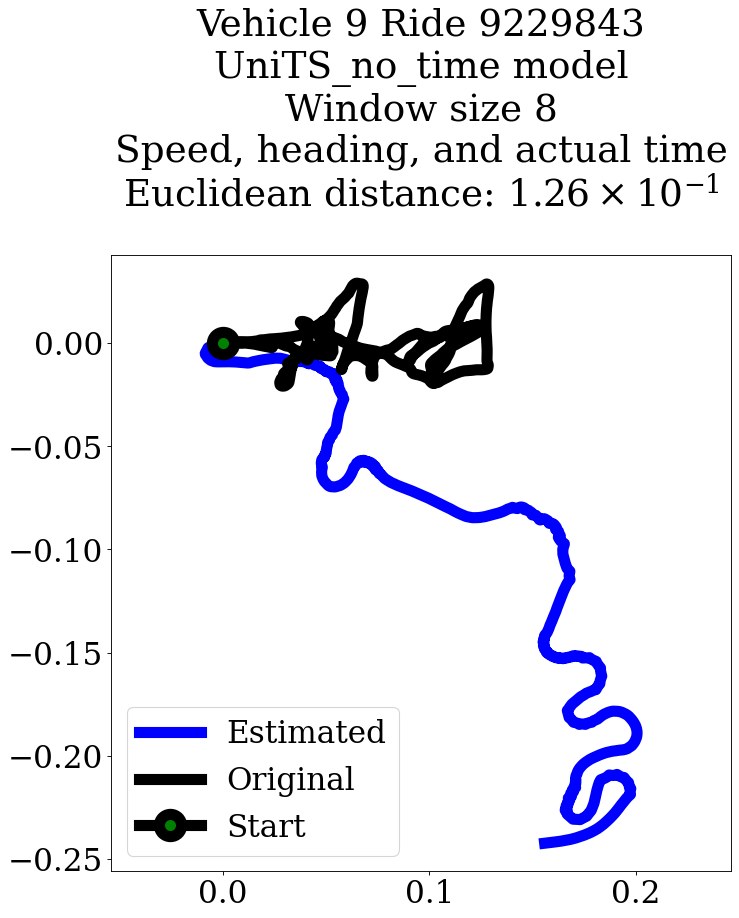 Vehicle 9 Ride 9229843
UniTS_no_time model
Window size 8
Speed, heading, and actual time
Euclidean distance: 1.26 × 10⁻¹
0.00
−0.05
−0.10
−0.15
−0.20
−0.25
Estimated
Original
Start
0.0 0.1 0.2